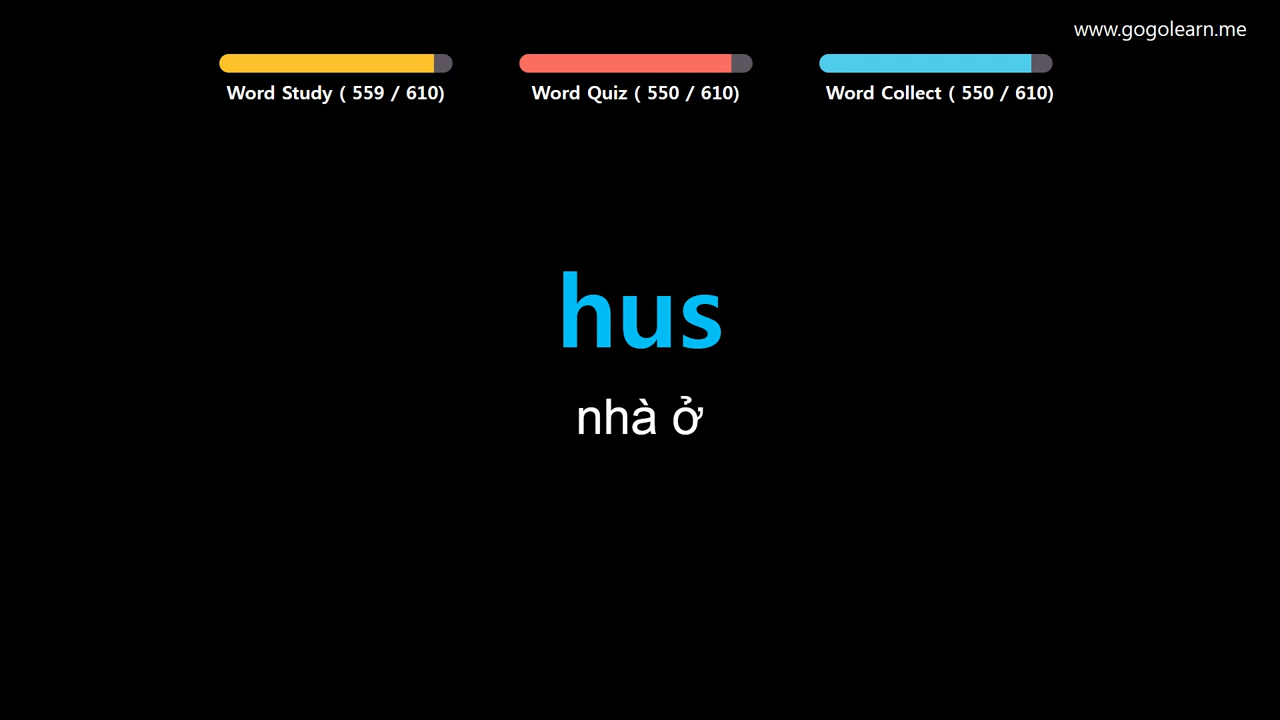 www.gogolearn.me
Word Study ( 559 / 610)
Word Quiz ( 550 / 610)
Word Collect ( 550 / 610)
hus
nhà ở